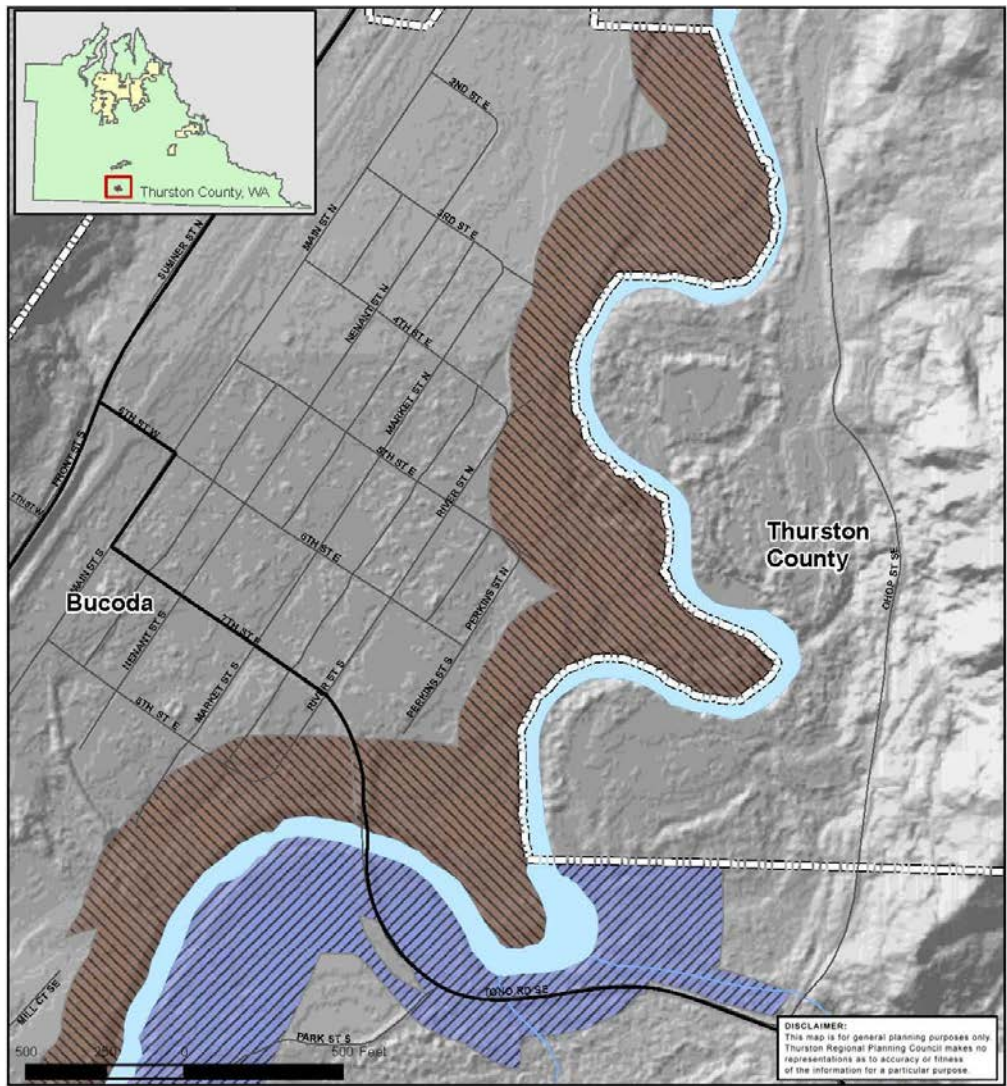 Thurston County, WA
2ND ST E
SUMNER ST N
MAIN ST N
3RD ST E
NENANT ST N
4TH ST E
MARKET ST N
6TH ST W
FRONT ST S
5TH ST E
7TH ST W
RIVER ST N
6TH ST E
Thurston
County
OHOP ST SE
MAIN ST S
Bucoda
PERKINS ST N
NENANT ST S
7TH ST E
MARKET ST S
RIVER ST S
PERKINS ST S
8TH ST E
MILL CT SE
TONO RD SE
PARK ST S
500 250 0 500 Feet
DISCLAIMER:
This map is for general planning purposes only.
Thurston Regional Planning Council makes no
representations as to accuracy or fitness
of the information for a particular purpose.